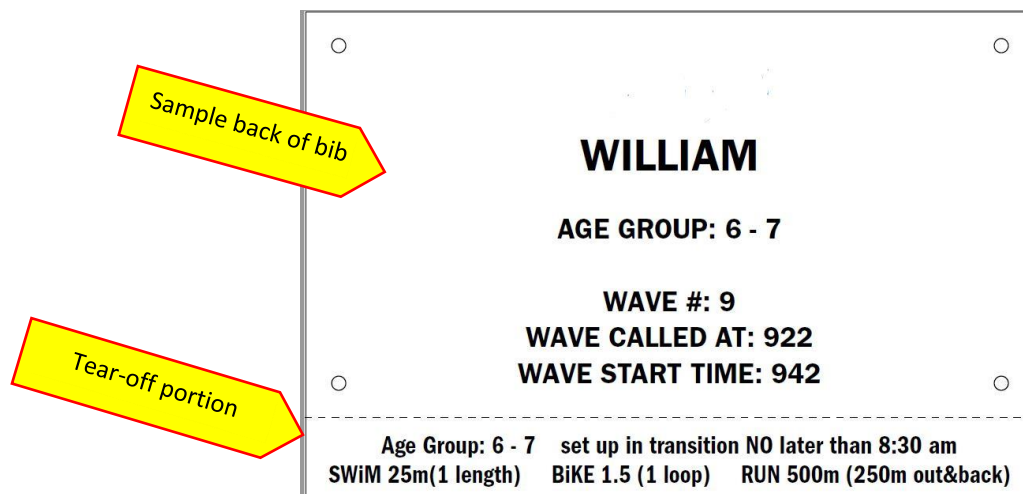 Sample back of bib
WILLIAM
AGE GROUP: 6 - 7
WAVE #: 9
WAVE CALLED AT: 922
WAVE START TIME: 942
Tear-off portion
Age Group: 6 - 7 set up in transition NO later than 8:30 am
SWiM 25m(1 length) BiKE 1.5 (1 loop) RUN 500m (250m out&back)